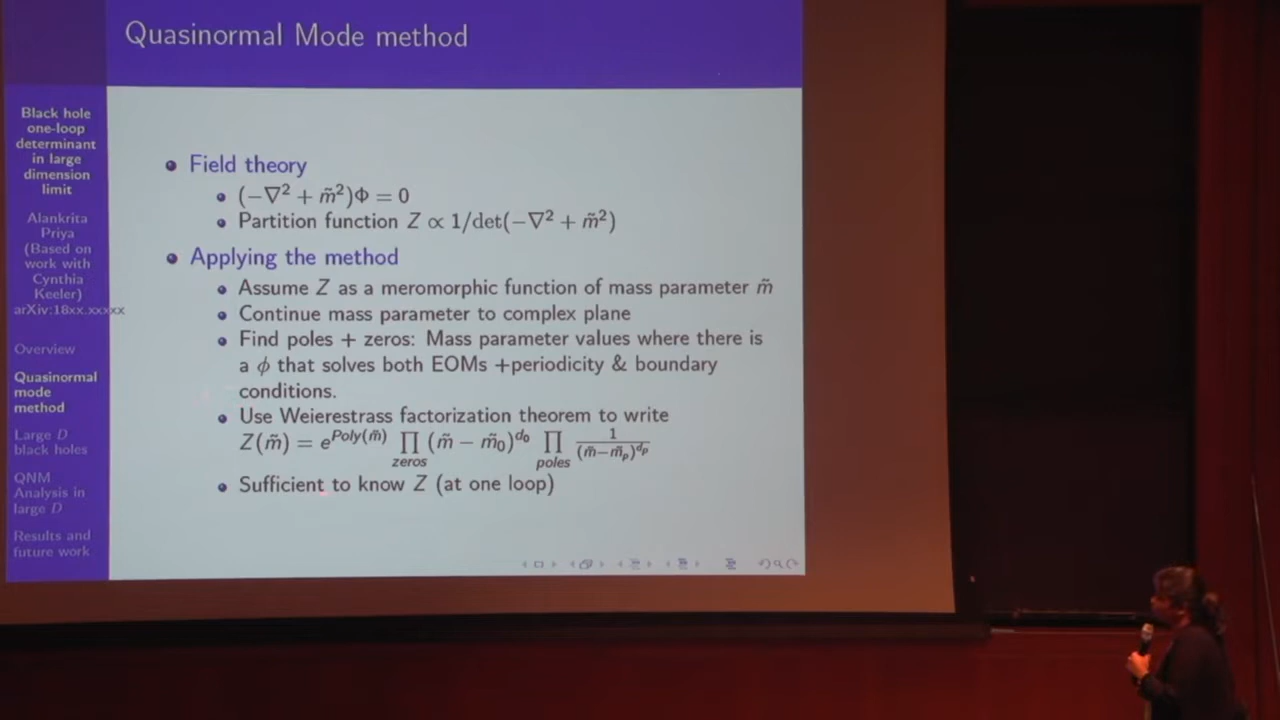 Quasinormal Mode method
Black hole
one-loop
determinant
in large
dimension
limit
Alankrita
Priya
(Based on
work with
Cynthia
Keeler)
arXiv:18xx.xxxxx
Overview
Quasinormal
mode
method
Large D
black holes
QNM
Analysis in
large D
Results and
future work
Field theory
(−∇² + m̃²)Φ = 0
Partition function Z ∝ 1/det(−∇² + m̃²)
Applying the method
Assume Z as a meromorphic function of mass parameter m̃
Continue mass parameter to complex plane
Find poles + zeros: Mass parameter values where there is
a ϕ that solves both EOMs +periodicity & boundary
conditions.
Use Weierestrass factorization theorem to write
Z(m̃) = e^{Poly(m̃)} ∏_{zeros} (m̃ − m̃₀)^{d₀} ∏_{poles} 1/(m̃−m̃ₚ)^{dₚ}
Sufficient to know Z (at one loop)